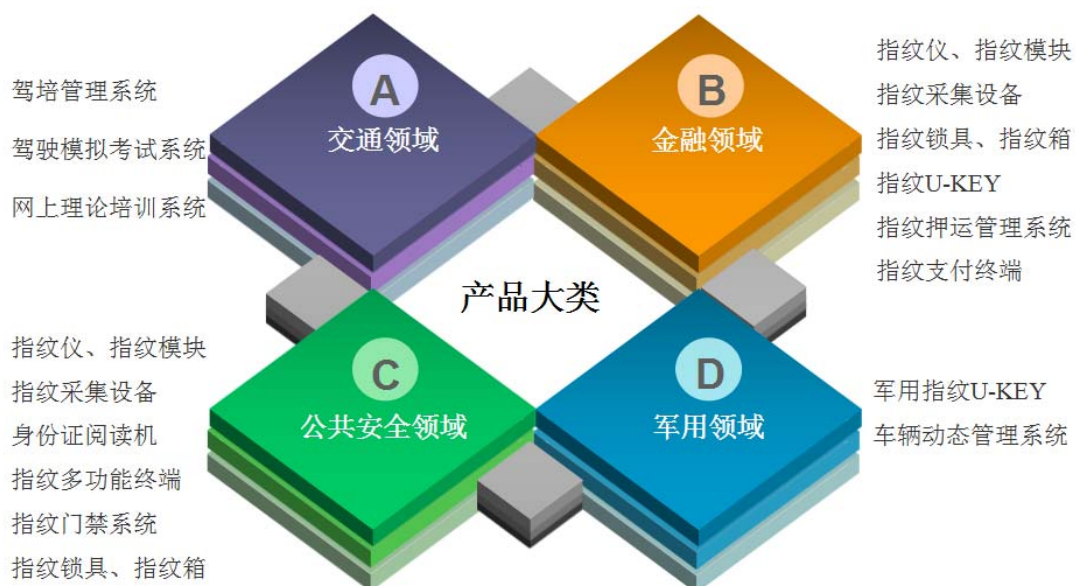 A
交通领域
驾培管理系统
驾驶模拟考试系统
网上理论培训系统
B
金融领域
指纹仪、指纹模块
指纹采集设备
指纹锁具、指纹箱
指纹U-KEY
指纹押运管理系统
指纹支付终端
产品大类
C
公共安全领域
指纹仪、指纹模块
指纹采集设备
身份证阅读机
指纹多功能终端
指纹门禁系统
指纹锁具、指纹箱
D
军用领域
军用指纹U-KEY
车辆动态管理系统